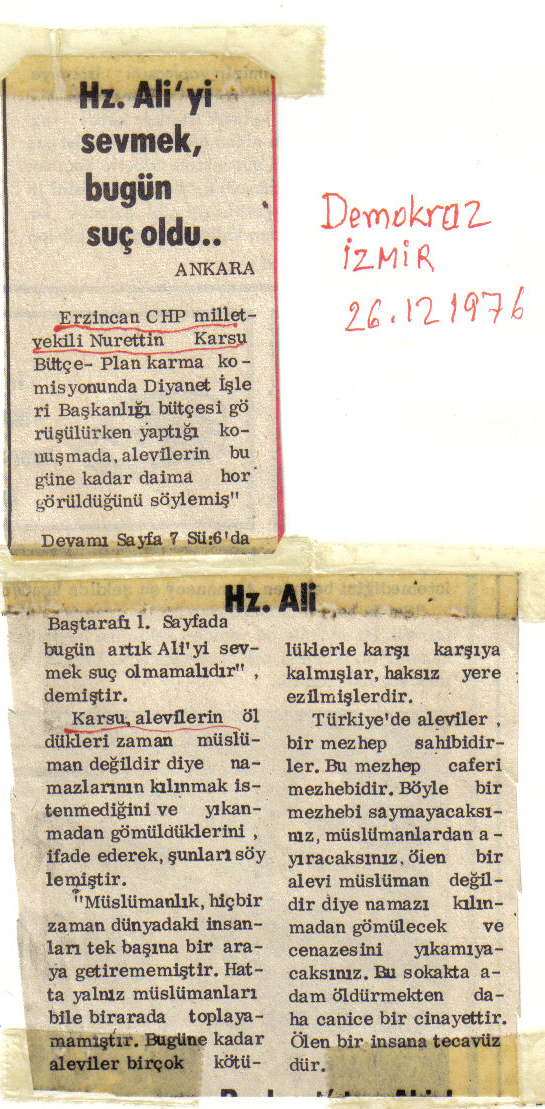 Hz. Ali'yi
sevmek,
bugün
suç oldu..
ANKARA
Erzincan CHP millet-
vekili Nurettin Karsu
Bütçe- Plan karma ko-
misyonunda Diyanet İşle
ri Başkanlığı bütçesi gö
rüşülürken yaptığı ko-
nuşmada, alevilerin bu
güne kadar daima hor
görüldüğünü söylemiş"
Devamı Sayfa 7 Sü:6'da
Demokraz
İZMİR
26.12 1976
Hz. Ali
Baştarafı 1. Sayfada
bugün artık Ali'yi sev-
mek suç olmamalıdır" ,
demiştir.
Karsu, alevilerin öl
dükleri zaman müslü-
man değildir diye na-
mazlarının kılınmak is-
tenmediğini ve yıkan-
madan gömüldüklerini ,
ifade ederek, şunları söy
lemiştir.
"Müslümanlık, hiçbir
zaman dünyadaki insan-
ları tek başına bir ara-
ya getirememiştir. Hat-
ta yalnız müslümanları
bile birarada toplaya-
mamıştır. Bugüne kadar
aleviler birçok kötü-
lüklerle karşı karşıya
kalmışlar, haksız yere
ezilmişlerdir.
Türkiye'de aleviler ,
bir mezhep sahibidir-
ler. Bu mezhep caferi
mezhebidir. Böyle bir
mezhebi saymayacaksı-
nız, müslümanlardan a-
yıracaksınız, ölen bir
alevi müslüman değil-
dir diye namazı kılın-
madan gömülecek ve
cenazesini yıkamıya-
caksınız. Bu sokakta a-
dam öldürmekten da-
ha canice bir cinayettir.
Ölen bir insana tecavüz
dür.